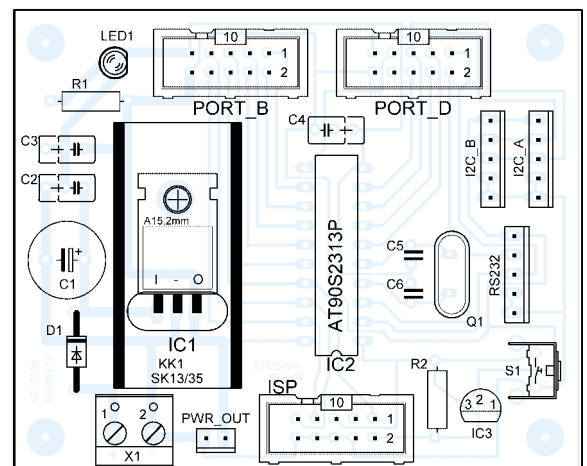 LED1
10
1
2
PORT_B
10
1
2
PORT_D
R1
C4
C3
C2
C1
D1
A15,2mm
I - O
IC1
KK1
SK13/35
AT90S2313P
IC2
I2C_B
I2C_A
C5
C6
Q1
RS232
S1
ISP
10
1
2
R2
3 2 1
IC3
1 2
X1
PWR_OUT